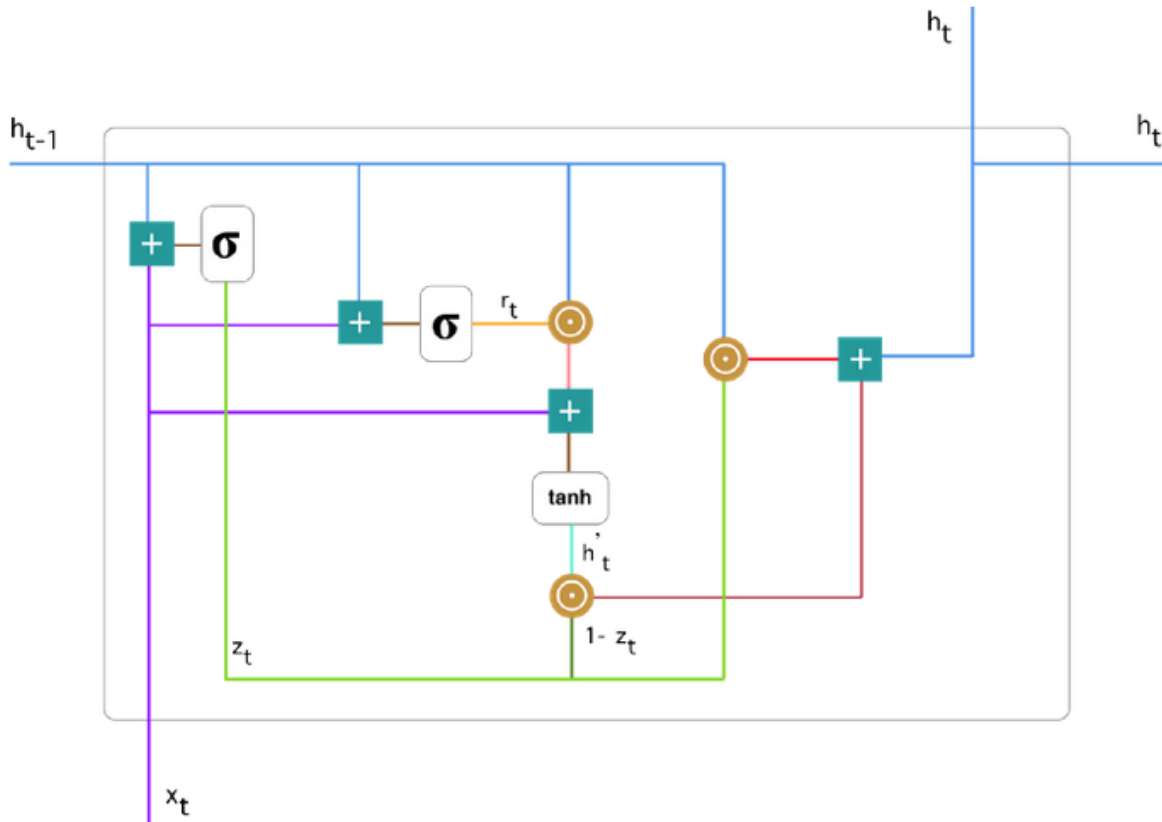 h_t
h_{t-1}
h_t
+
σ
+
σ
r_t
+
+
tanh
h'_t
1- z_t
z_t
x_t